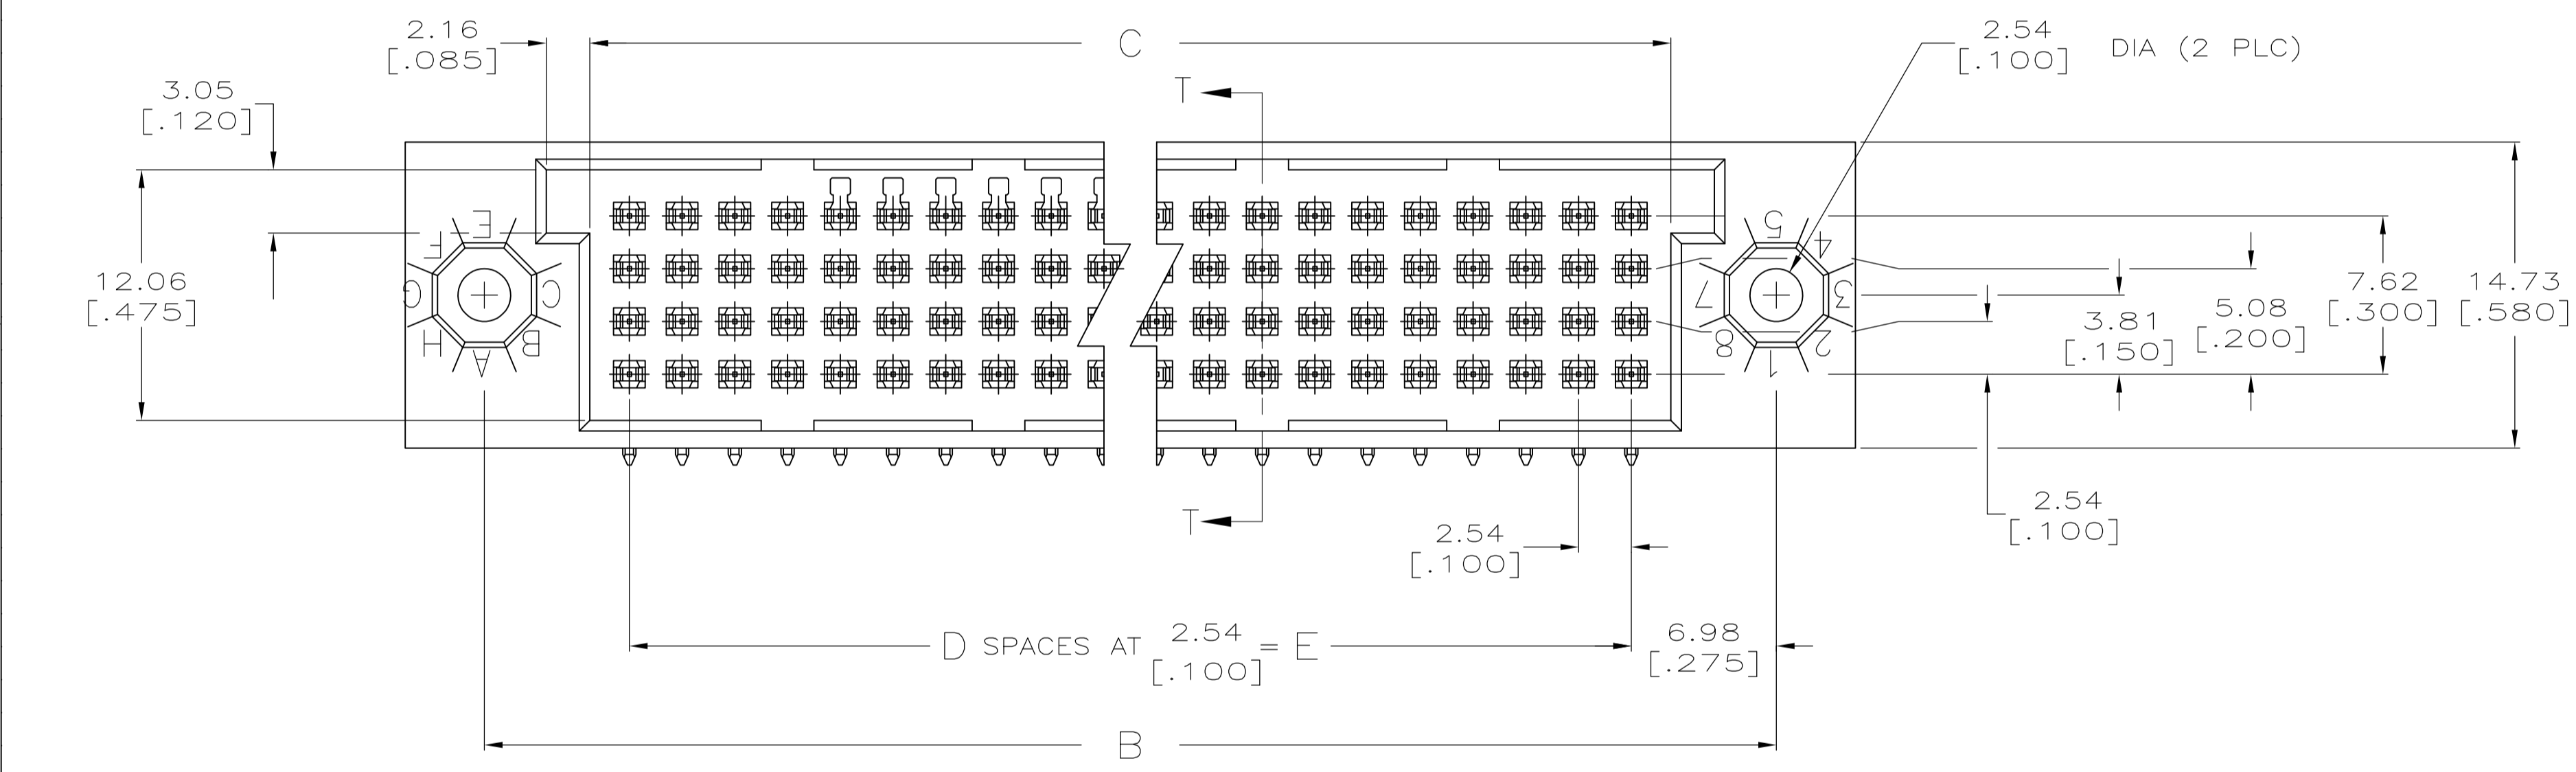 2.16
[.085]
C
2.54
[.100]
DIA (2 PLC)
3.05
[.120]
T
12.06
[.475]
E
F
G
H
A
B
C
5
4
3
2
1
8
7
7.62
[.300]
14.73
[.580]
5.08
[.200]
3.81
[.150]
2.54
[.100]
T
2.54
[.100]
D SPACES AT 2.54 = E
[.100]
6.98
[.275]
B